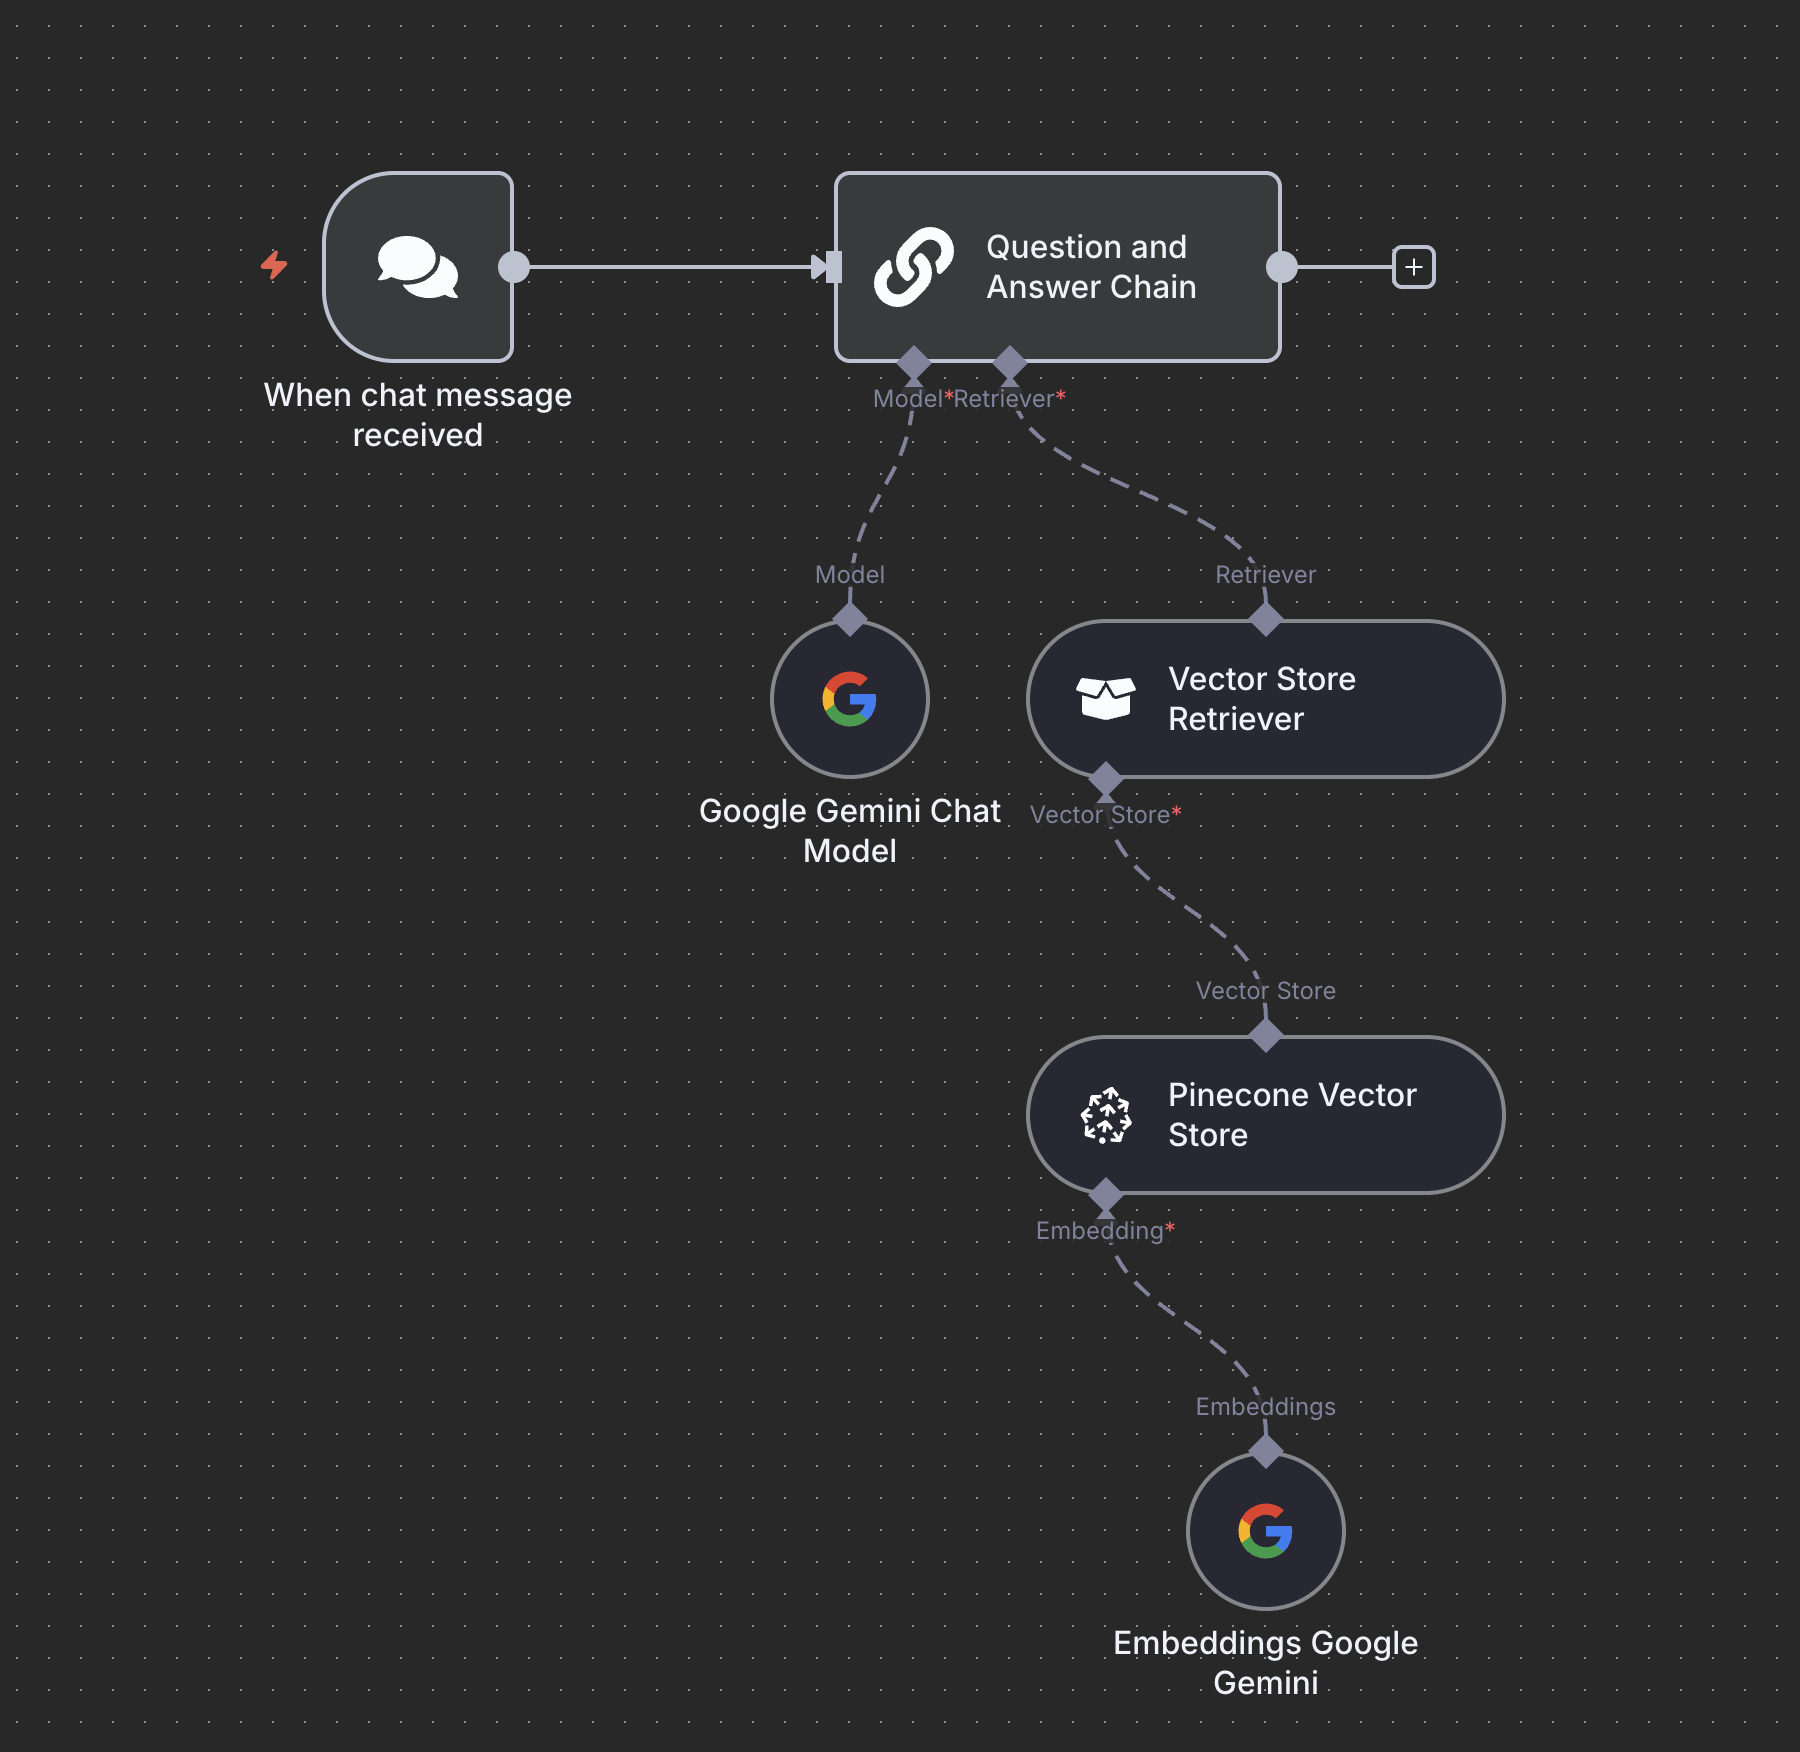 Question and
Answer Chain
When chat message
received
Model*
Retriever*
Model
Retriever
Vector Store
Retriever
Google Gemini Chat
Model
Vector Store*
Vector Store
Pinecone Vector
Store
Embedding*
Embeddings
Embeddings Google
Gemini